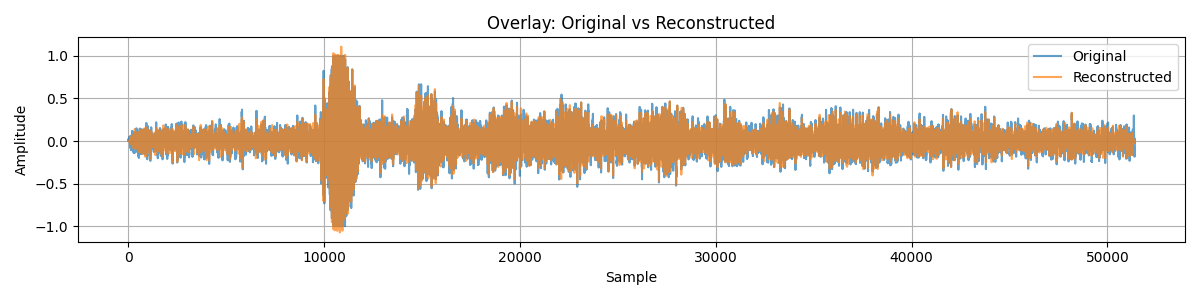 Overlay: Original vs Reconstructed
Amplitude
1.0
0.5
0.0
−0.5
−1.0
Original
Reconstructed
0
10000
20000
30000
40000
50000
Sample